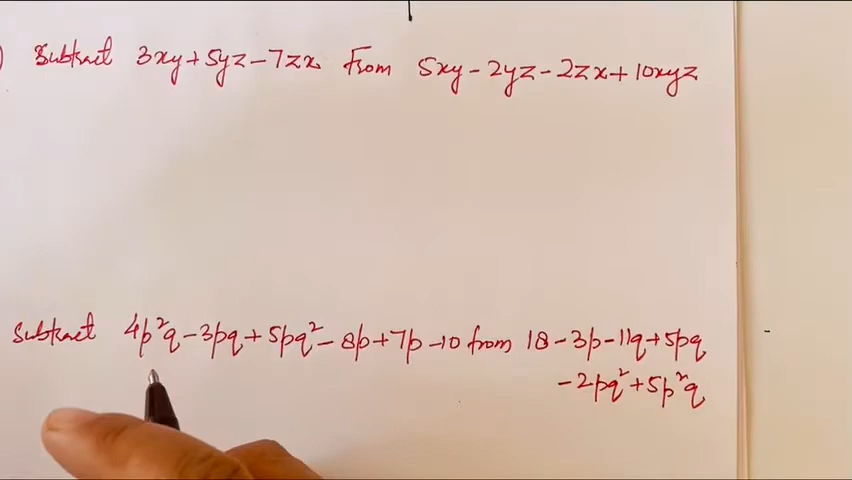 ) Subtract 3xy + 5yz - 7zx From 5xy - 2yz - 2zx + 10xyz
Subtract 4p²q - 3pq + 5pq² - 8p + 7p - 10 from 18 - 3p - 11q + 5pq
- 2pq² + 5p²q